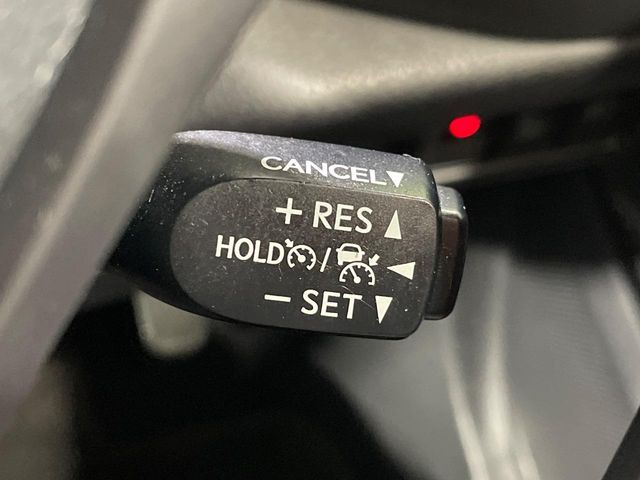 CANCEL▼
+ RES ▲
HOLD / ◀
− SET ▼